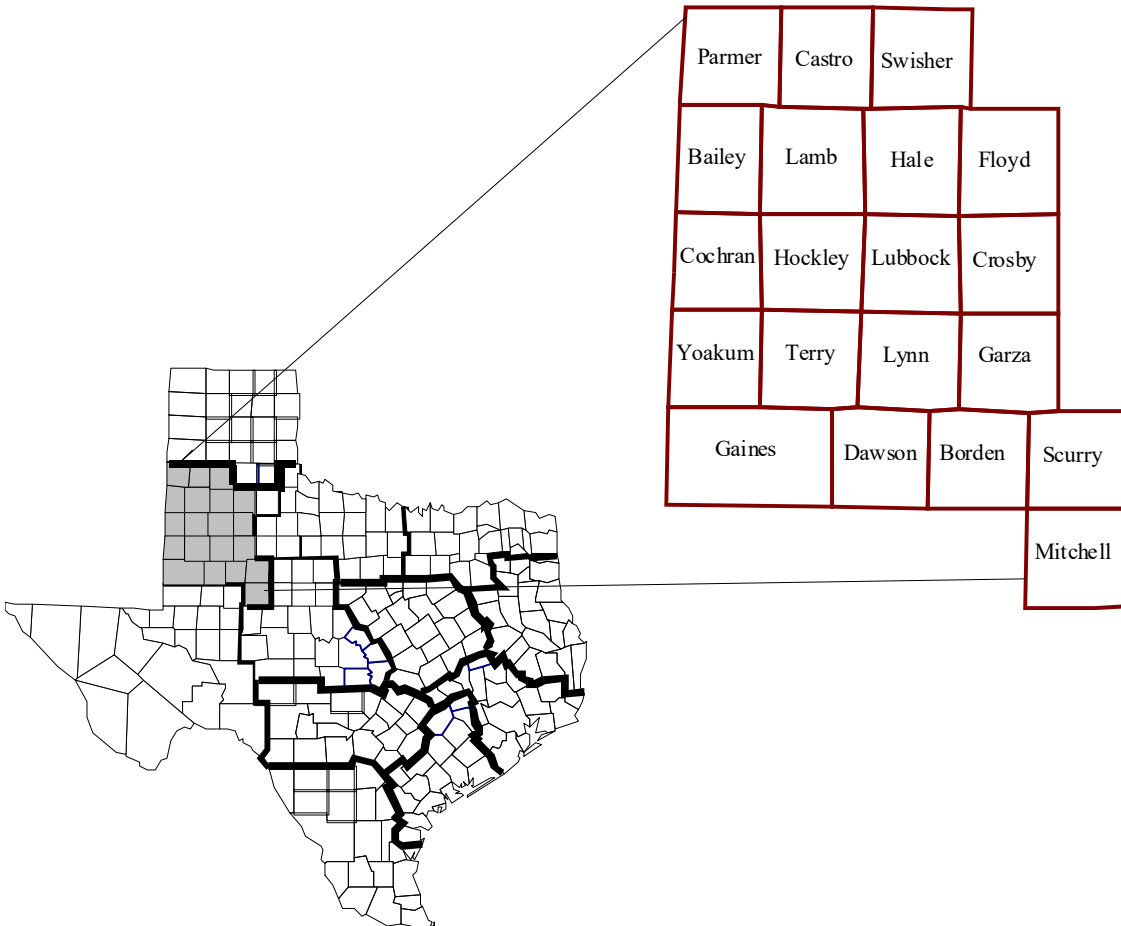 Parmer Castro Swisher
Bailey Lamb Hale Floyd
Cochran Hockley Lubbock Crosby
Yoakum Terry Lynn Garza
Gaines Dawson Borden Scurry
Mitchell